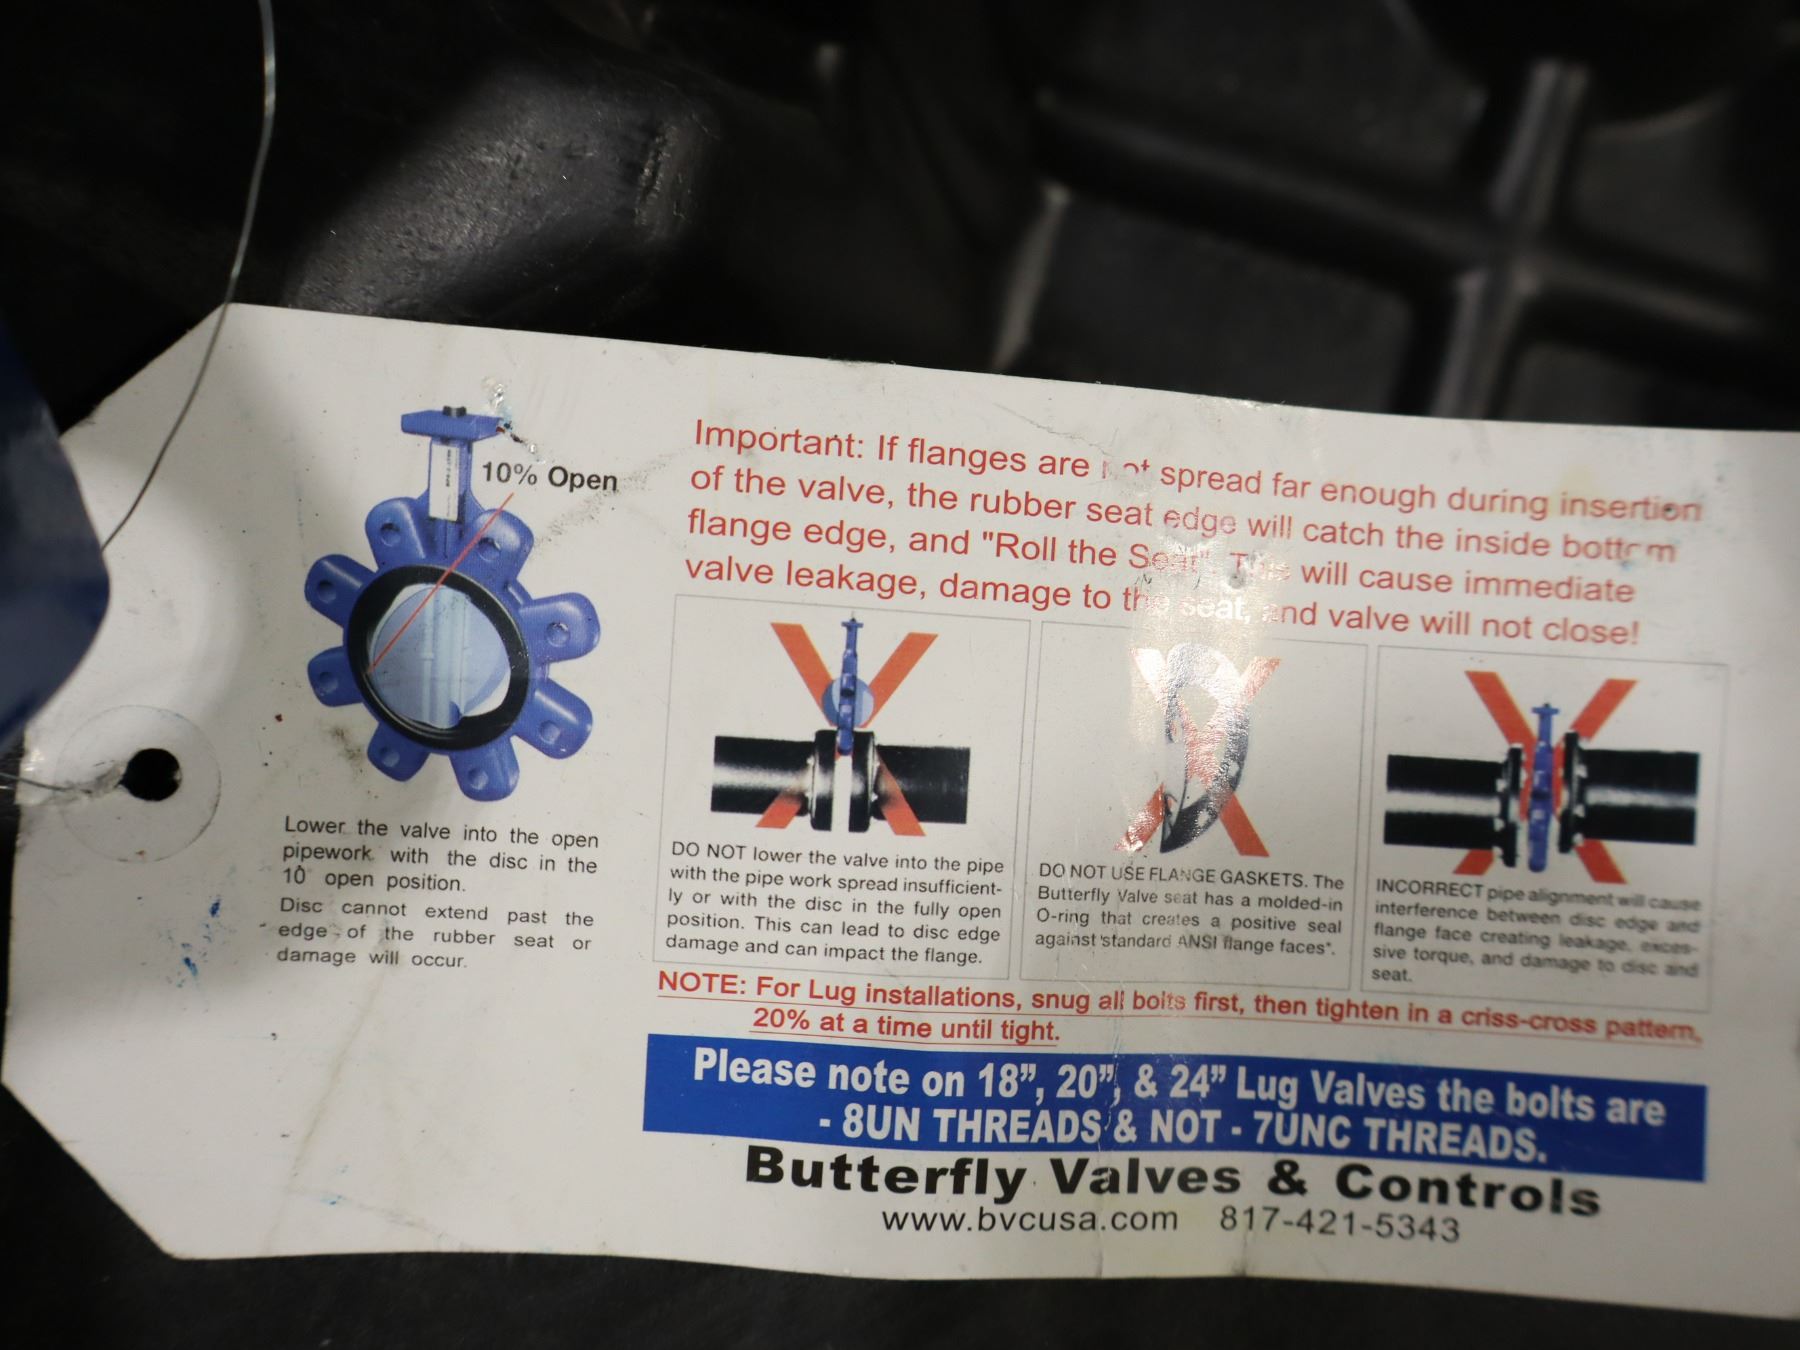 10% Open
Lower the valve into the open
pipework with the disc in the
10° open position.
Disc cannot extend past the
edge of the rubber seat or
damage will occur.
Important: If flanges are not spread far enough during insertion
of the valve, the rubber seat edge will catch the inside bottom
flange edge, and "Roll the Seat". This will cause immediate
valve leakage, damage to the seat, and valve will not close!
DO NOT lower the valve into the pipe
with the pipe work spread insufficient-
ly or with the disc in the fully open
position. This can lead to disc edge
damage and can impact the flange.
DO NOT USE FLANGE GASKETS. The
Butterfly Valve seat has a molded-in
O-ring that creates a positive seal
against 'standard ANSI flange faces".
INCORRECT pipe alignment will cause
interference between disc edge and
flange face creating leakage, exces-
sive torque, and damage to disc and
seat.
NOTE: For Lug installations, snug all bolts first, then tighten in a criss-cross pattern,
20% at a time until tight.
Please note on 18”, 20”, & 24” Lug Valves the bolts are
- 8UN THREADS & NOT - 7UNC THREADS.
Butterfly Valves & Controls
www.bvcusa.com 817-421-5343